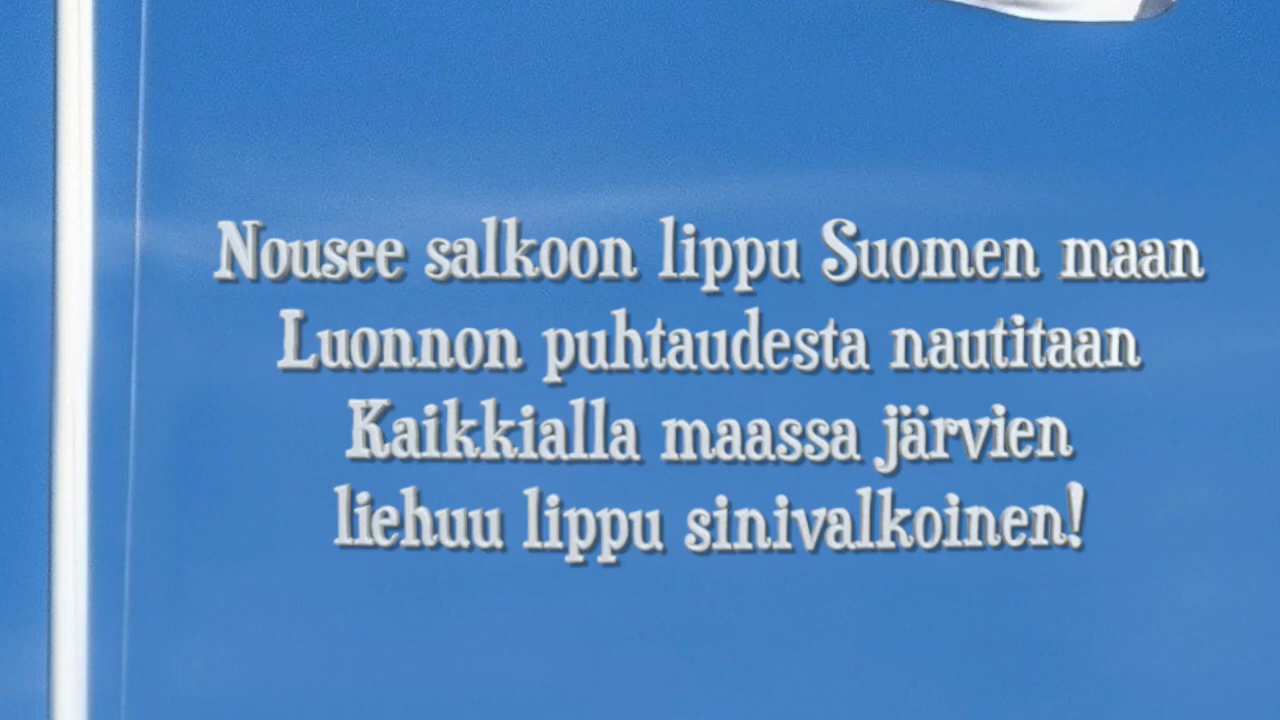 Nousee salkoon lippu Suomen maan
Luonnon puhtaudesta nautitaan
Kaikkialla maassa järvien
liehuu lippu sinivalkoinen!